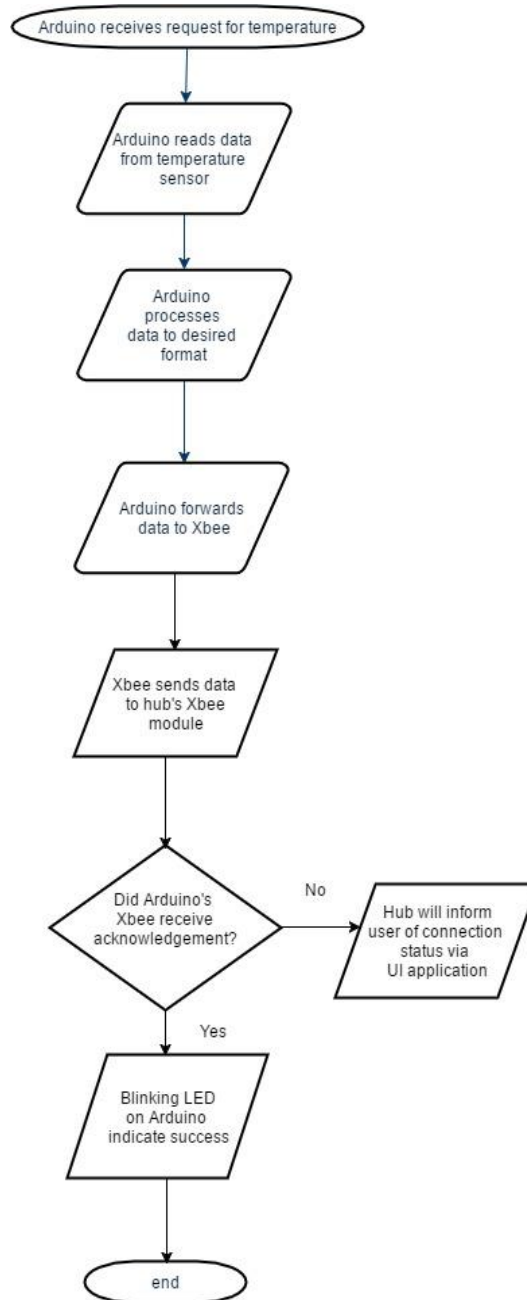 Arduino receives request for temperature
Arduino reads data
from temperature
sensor
Arduino
processes
data to desired
format
Arduino forwards
data to Xbee
Xbee sends data
to hub's Xbee
module
Did Arduino's
Xbee receive
acknowledgement?
No
Hub will inform
user of connection
status via
UI application
Yes
Blinking LED
on Arduino
indicate success
end